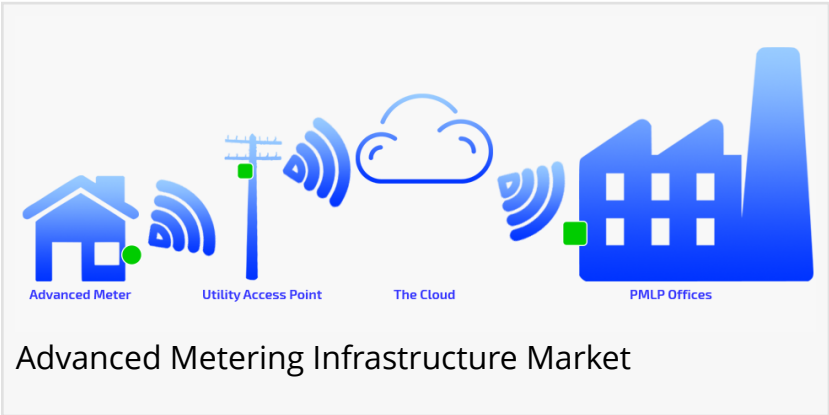 Advanced Meter
Utility Access Point
The Cloud
PMLP Offices
Advanced Metering Infrastructure Market